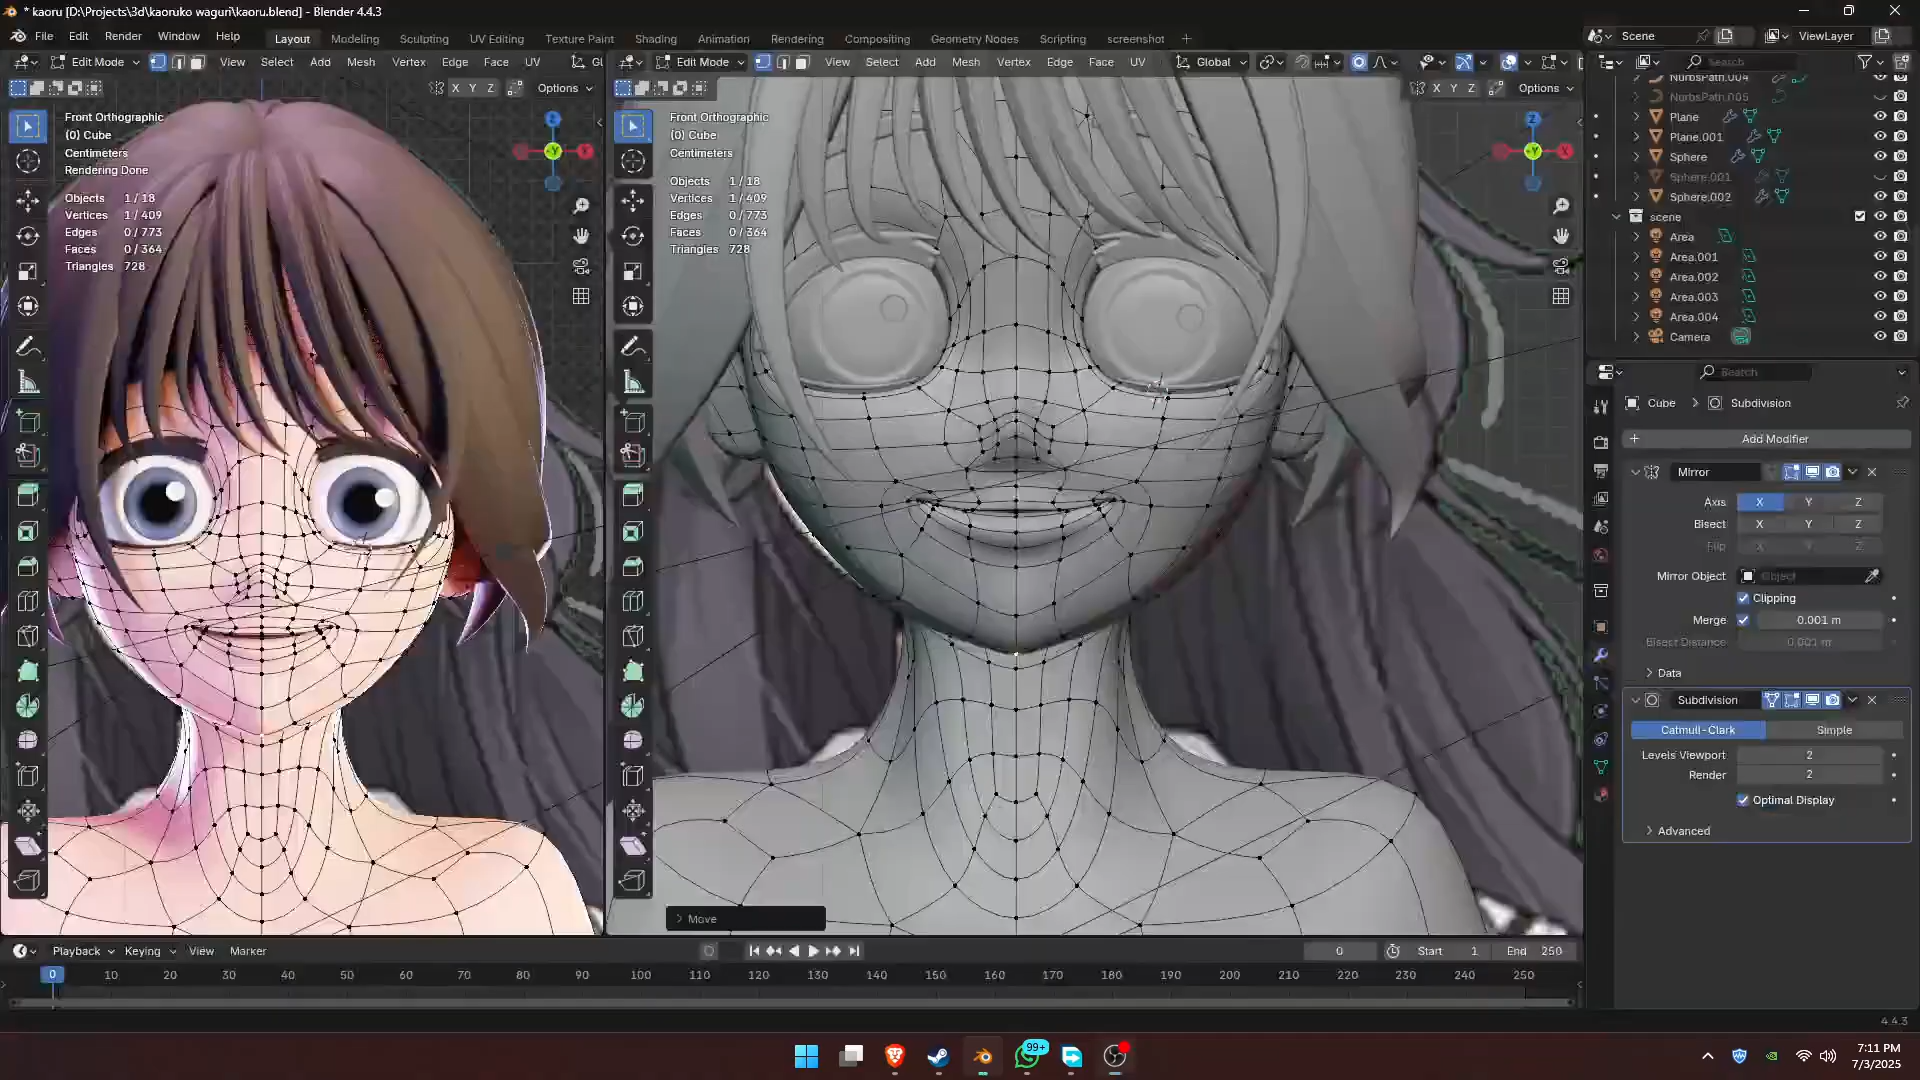 * kaoru [D:\Projects\3d\kaoruko waguri\kaoru.blend] - Blender 4.4.3
File Edit Render Window Help
Layout Modeling Sculpting UV Editing Texture Paint Shading Animation Rendering Compositing Geometry Nodes Scripting screenshot +
Scene
ViewLayer
Edit Mode View Select Add Mesh Vertex Edge Face UV GL
X Y Z Options
Front Orthographic
(0) Cube
Centimeters
Rendering Done
Objects 1 / 18
Vertices 1 / 409
Edges 0 / 773
Faces 0 / 364
Triangles 728
Z
-Y
X
Edit Mode View Select Add Mesh Vertex Edge Face UV Global
X Y Z Options
Front Orthographic
(0) Cube
Centimeters
Objects 1 / 18
Vertices 1 / 409
Edges 0 / 773
Faces 0 / 364
Triangles 728
Z
-Y
X
> Move
Search
NurbsPath.004
NurbsPath.005
Plane
Plane.001
Sphere
Sphere.001
Sphere.002
scene
Area
Area.001
Area.002
Area.003
Area.004
Camera
Search
Cube > Subdivision
+ Add Modifier
Mirror
Axis X Y Z
Bisect X Y Z
Flip X Y Z
Mirror Object Object
Clipping
Merge 0.001 m
Bisect Distance 0.001 m
> Data
Subdivision
Catmull-Clark Simple
Levels Viewport 2
Render 2
Optimal Display
> Advanced
Playback Keying View Marker
0 Start 1 End 250
0 10 20 30 40 50 60 70 80 90 100 110 120 130 140 150 160 170 180 190 200 210 220 230 240 250
4.4.3
99+
7:11 PM
7/3/2025